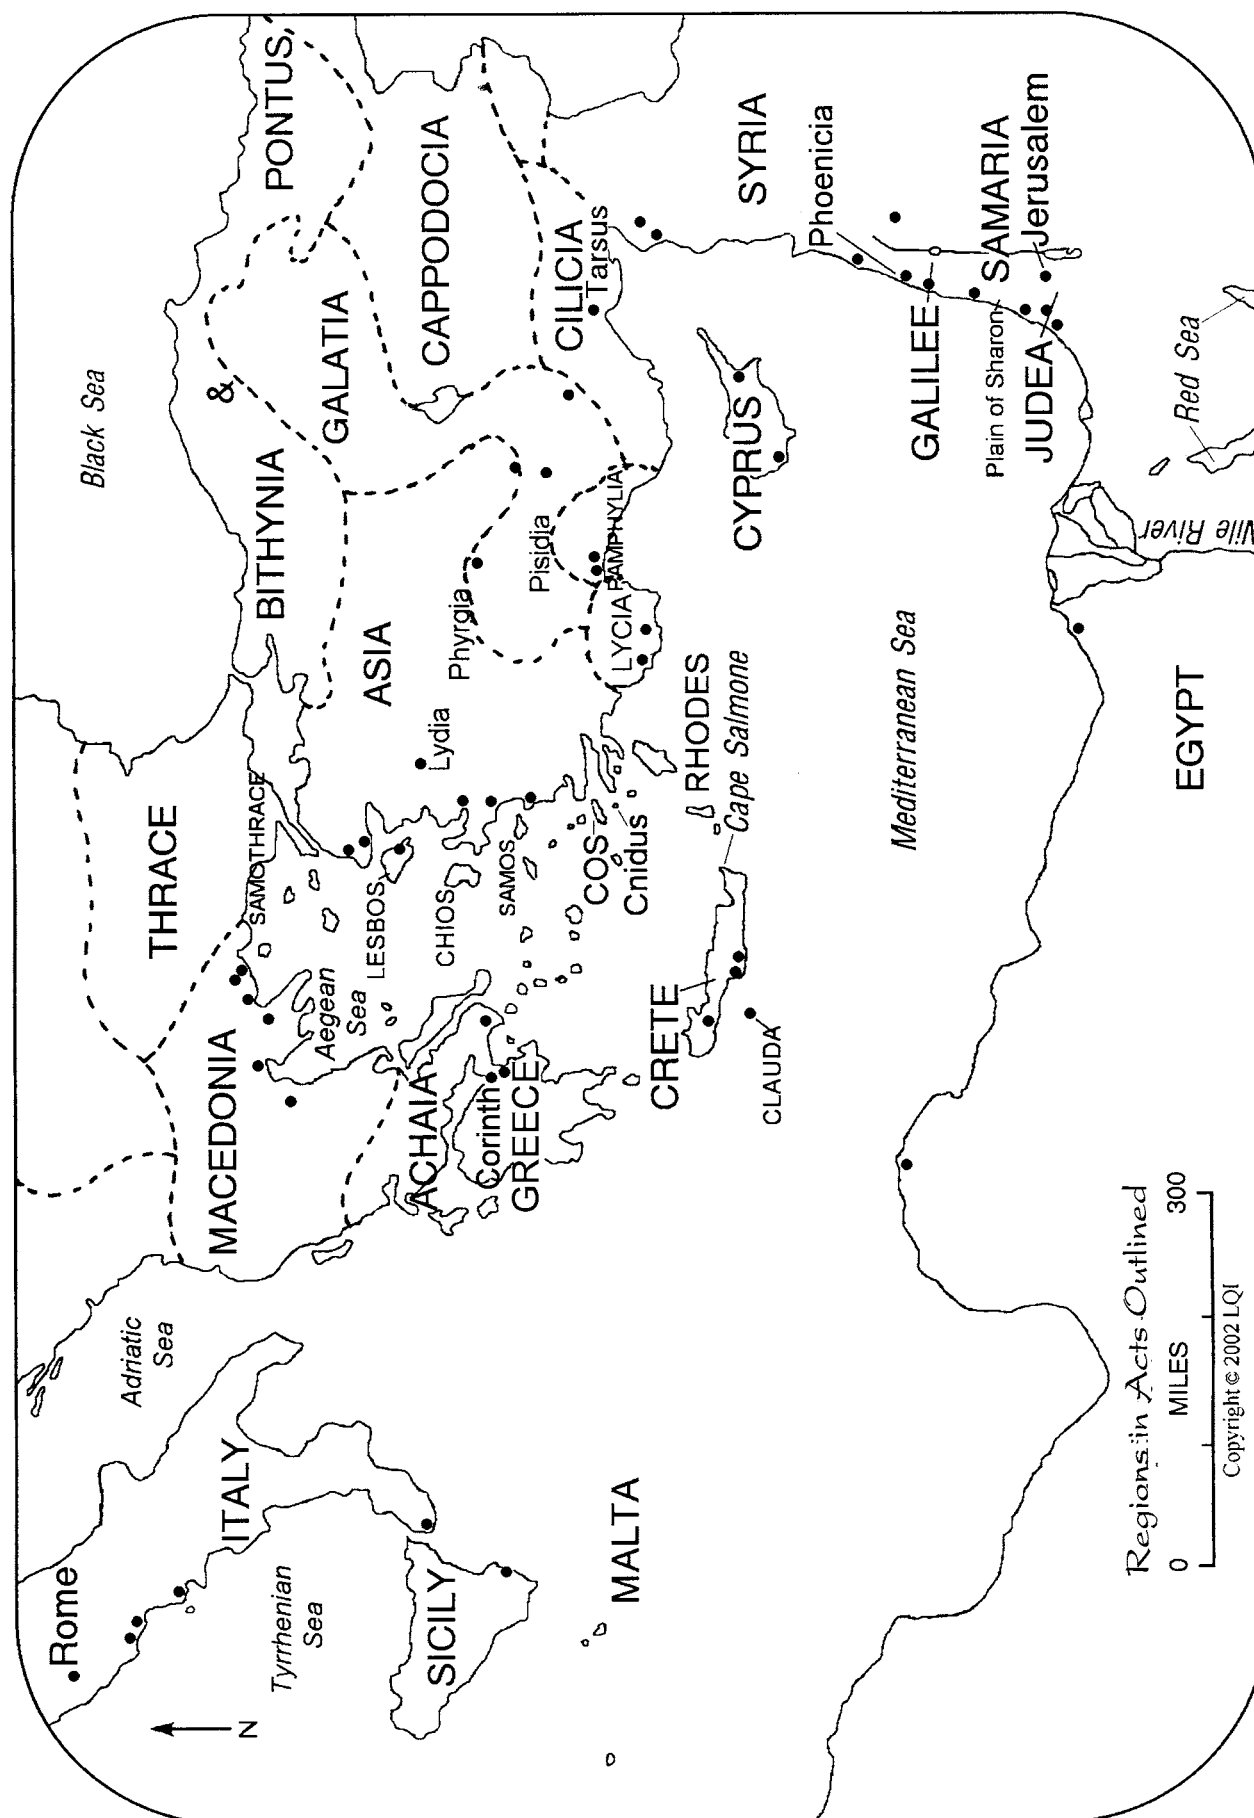 Black Sea
PONTUS
BITHYNIA
&
THRACE
MACEDONIA
SAMOTHRACE
GALATIA
CAPPODOCIA
ASIA
Phyrgia
Pisidia
Lydia
CILICIA
Tarsus
PAMPHYLIA
LYCIA
Rome
ITALY
Adriatic
Sea
Tyrrhenian
Sea
SICILY
MALTA
Aegean
Sea
LESBOS
CHIOS
SAMOS
ACHAIA
Corinth
GREECE
COS
Cnidus
RHODES
Cape Salmone
CRETE
CLAUDA
CYPRUS
SYRIA
Phoenicia
Mediterranean Sea
GALILEE
SAMARIA
Plain of Sharon
JUDEA
Jerusalem
EGYPT
Nile River
Red Sea
N
Regions in Acts Outlined
0 MILES 300
Copyright © 2002 LQI